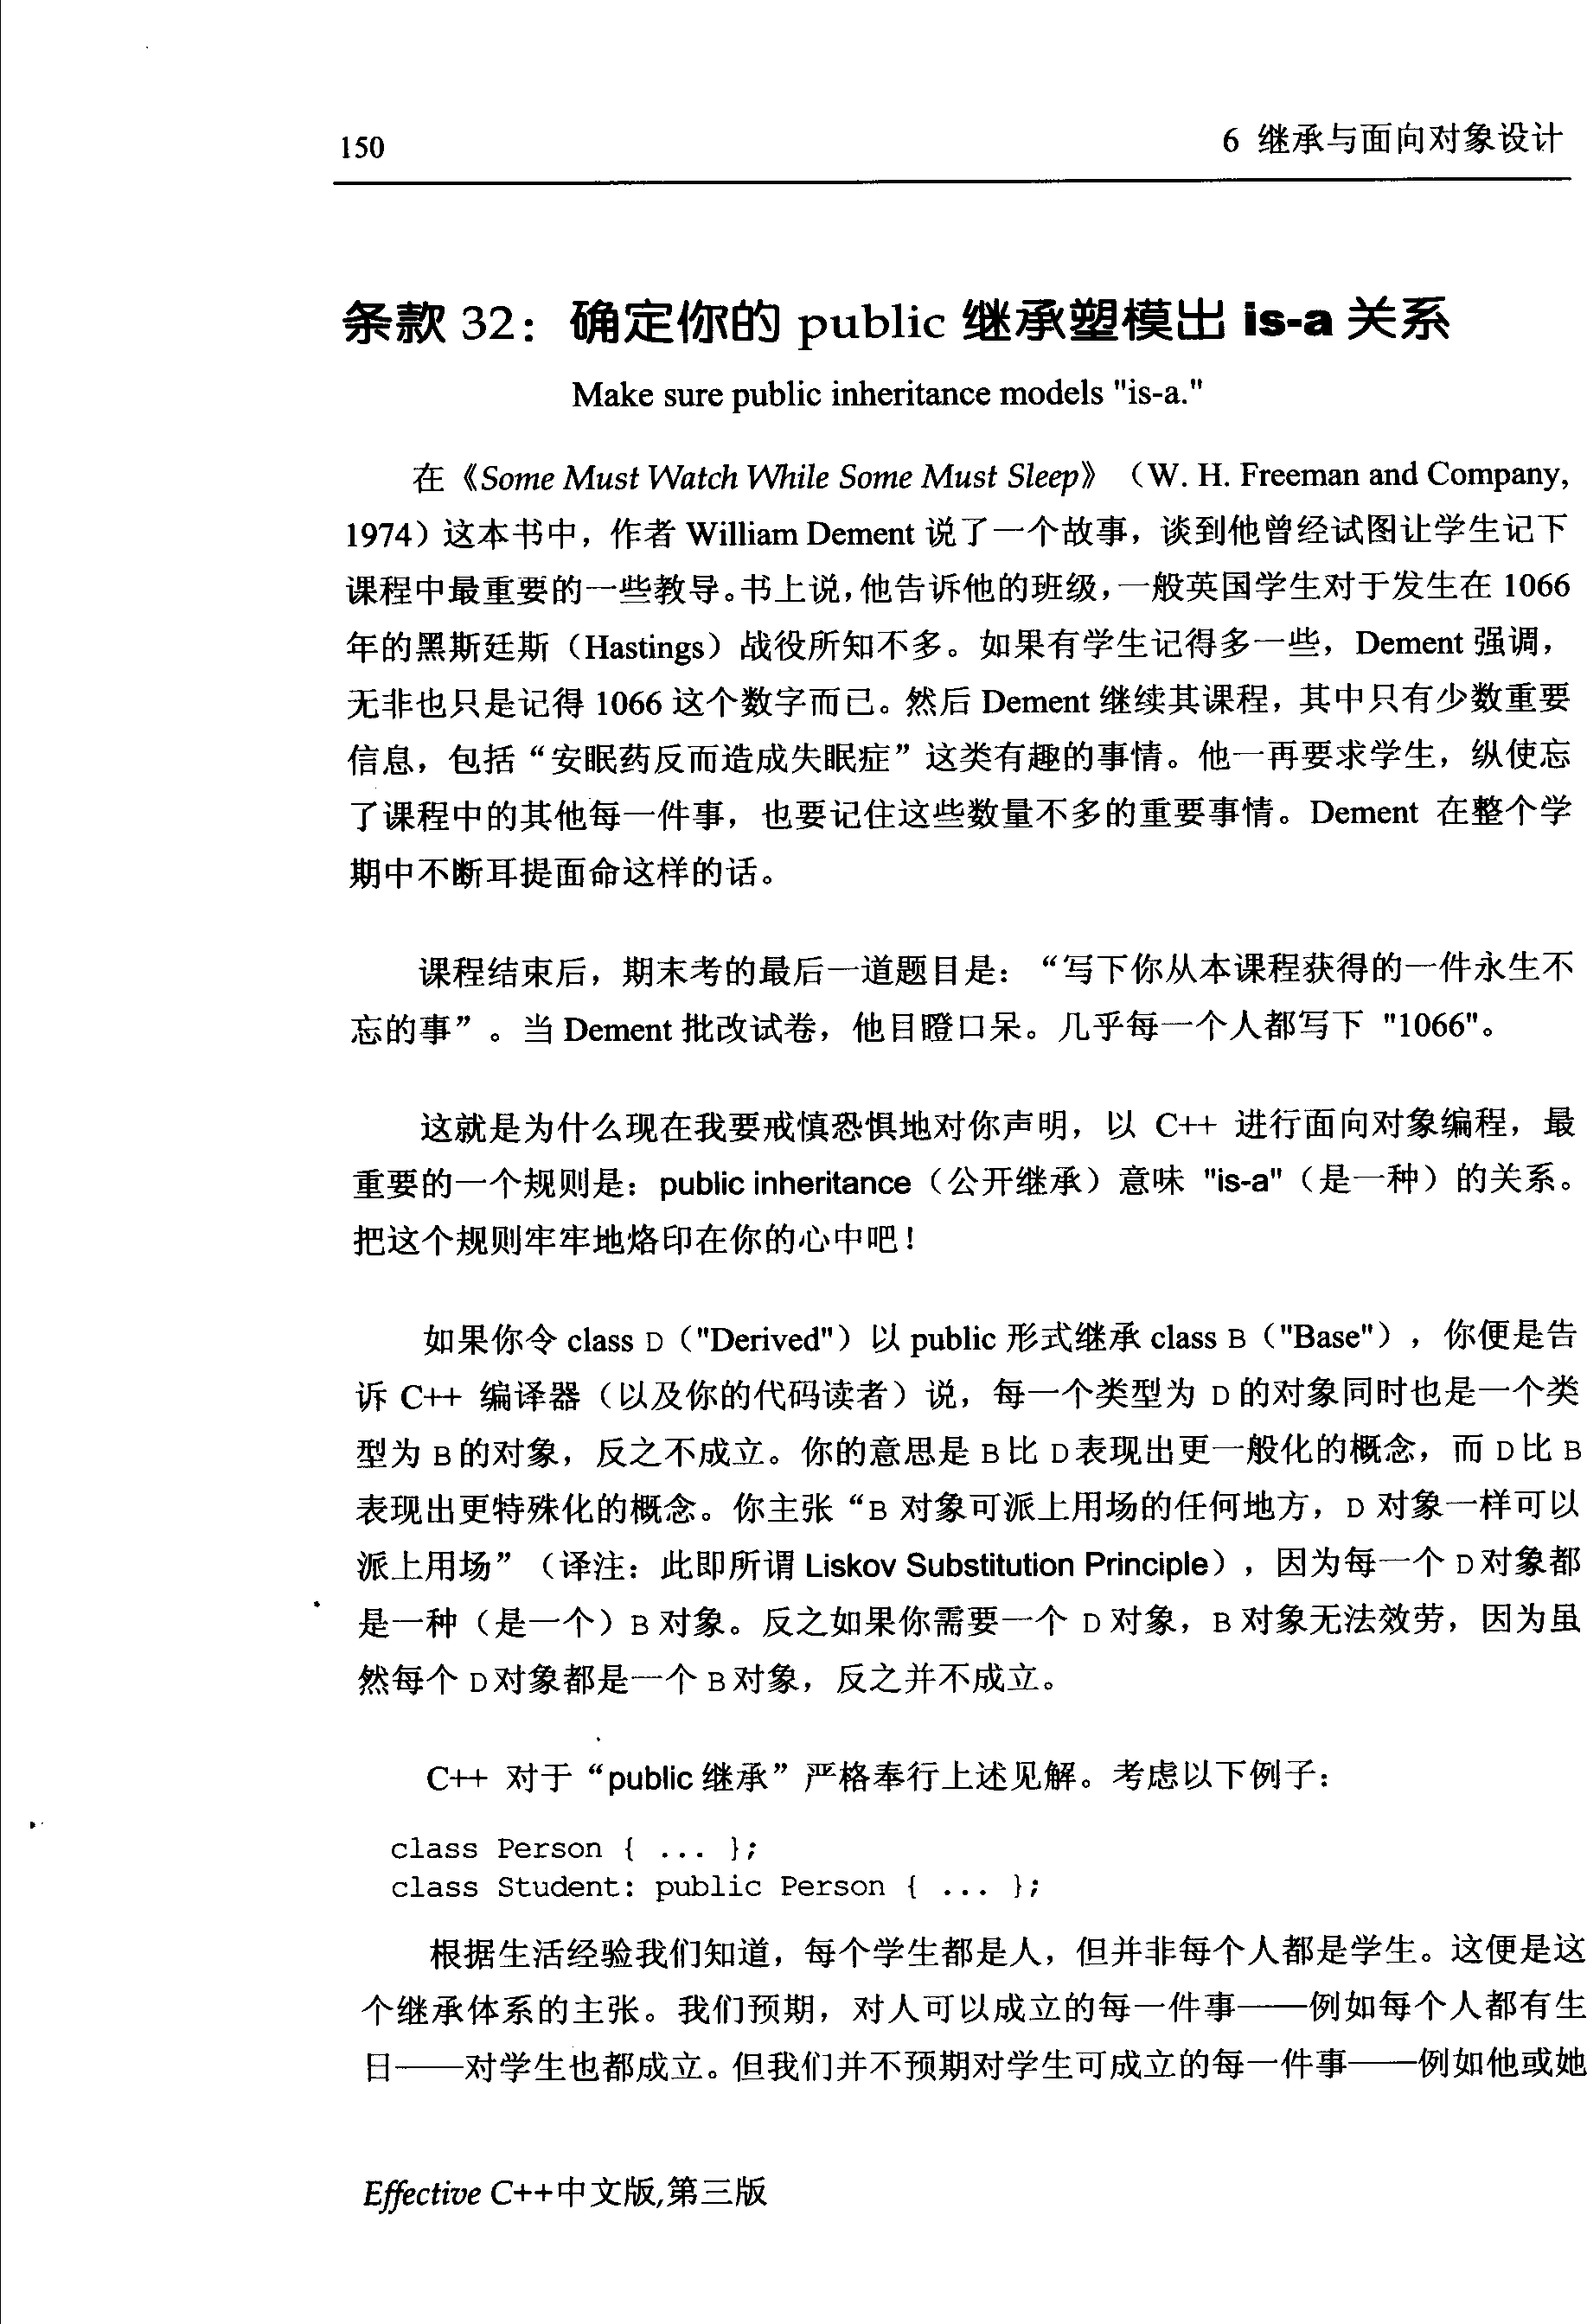 150
6 继承与面向对象设计
条款 32：确定你的 public 继承塑模出 is-a 关系
Make sure public inheritance models "is-a."
在《Some Must Watch While Some Must Sleep》（W. H. Freeman and Company,
1974）这本书中，作者 William Dement 说了一个故事，谈到他曾经试图让学生记下
课程中最重要的一些教导。书上说，他告诉他的班级，一般英国学生对于发生在 1066
年的黑斯廷斯（Hastings）战役所知不多。如果有学生记得多一些，Dement 强调，
无非也只是记得 1066 这个数字而已。然后 Dement 继续其课程，其中只有少数重要
信息，包括“安眠药反而造成失眠症”这类有趣的事情。他一再要求学生，纵使忘
了课程中的其他每一件事，也要记住这些数量不多的重要事情。Dement 在整个学
期中不断耳提面命这样的话。
课程结束后，期末考的最后一道题目是：“写下你从本课程获得的一件永生不
忘的事”。当 Dement 批改试卷，他目瞪口呆。几乎每一个人都写下 "1066"。
这就是为什么现在我要戒慎恐惧地对你声明，以 C++ 进行面向对象编程，最
重要的一个规则是：public inheritance（公开继承）意味 "is-a"（是一种）的关系。
把这个规则牢牢地烙印在你的心中吧！
如果你令 class D（"Derived"）以 public 形式继承 class B（"Base"），你便是告
诉 C++ 编译器（以及你的代码读者）说，每一个类型为 D 的对象同时也是一个类
型为 B 的对象，反之不成立。你的意思是 B 比 D 表现出更一般化的概念，而 D 比 B
表现出更特殊化的概念。你主张“B 对象可派上用场的任何地方，D 对象一样可以
派上用场”（译注：此即所谓 Liskov Substitution Principle），因为每一个 D 对象都
是一种（是一个）B 对象。反之如果你需要一个 D 对象，B 对象无法效劳，因为虽
然每个 D 对象都是一个 B 对象，反之并不成立。
C++ 对于“public 继承”严格奉行上述见解。考虑以下例子：
class Person { ... };
class Student: public Person { ... };
根据生活经验我们知道，每个学生都是人，但并非每个人都是学生。这便是这
个继承体系的主张。我们预期，对人可以成立的每一件事——例如每个人都有生
日——对学生也都成立。但我们并不预期对学生可成立的每一件事——例如他或她
Effective C++中文版,第三版